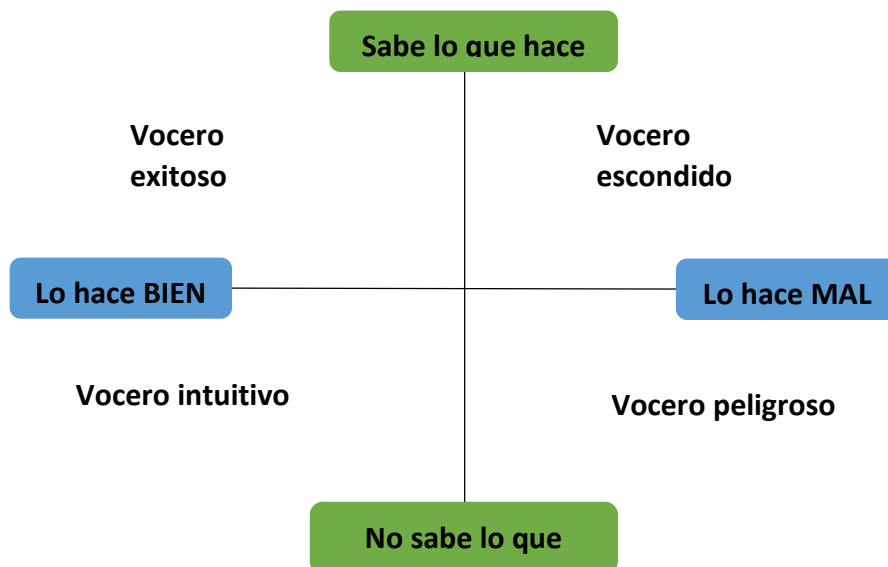 Sabe lo que hace
Vocero
exitoso
Vocero
escondido
Lo hace BIEN
Lo hace MAL
Vocero intuitivo
Vocero peligroso
No sabe lo que